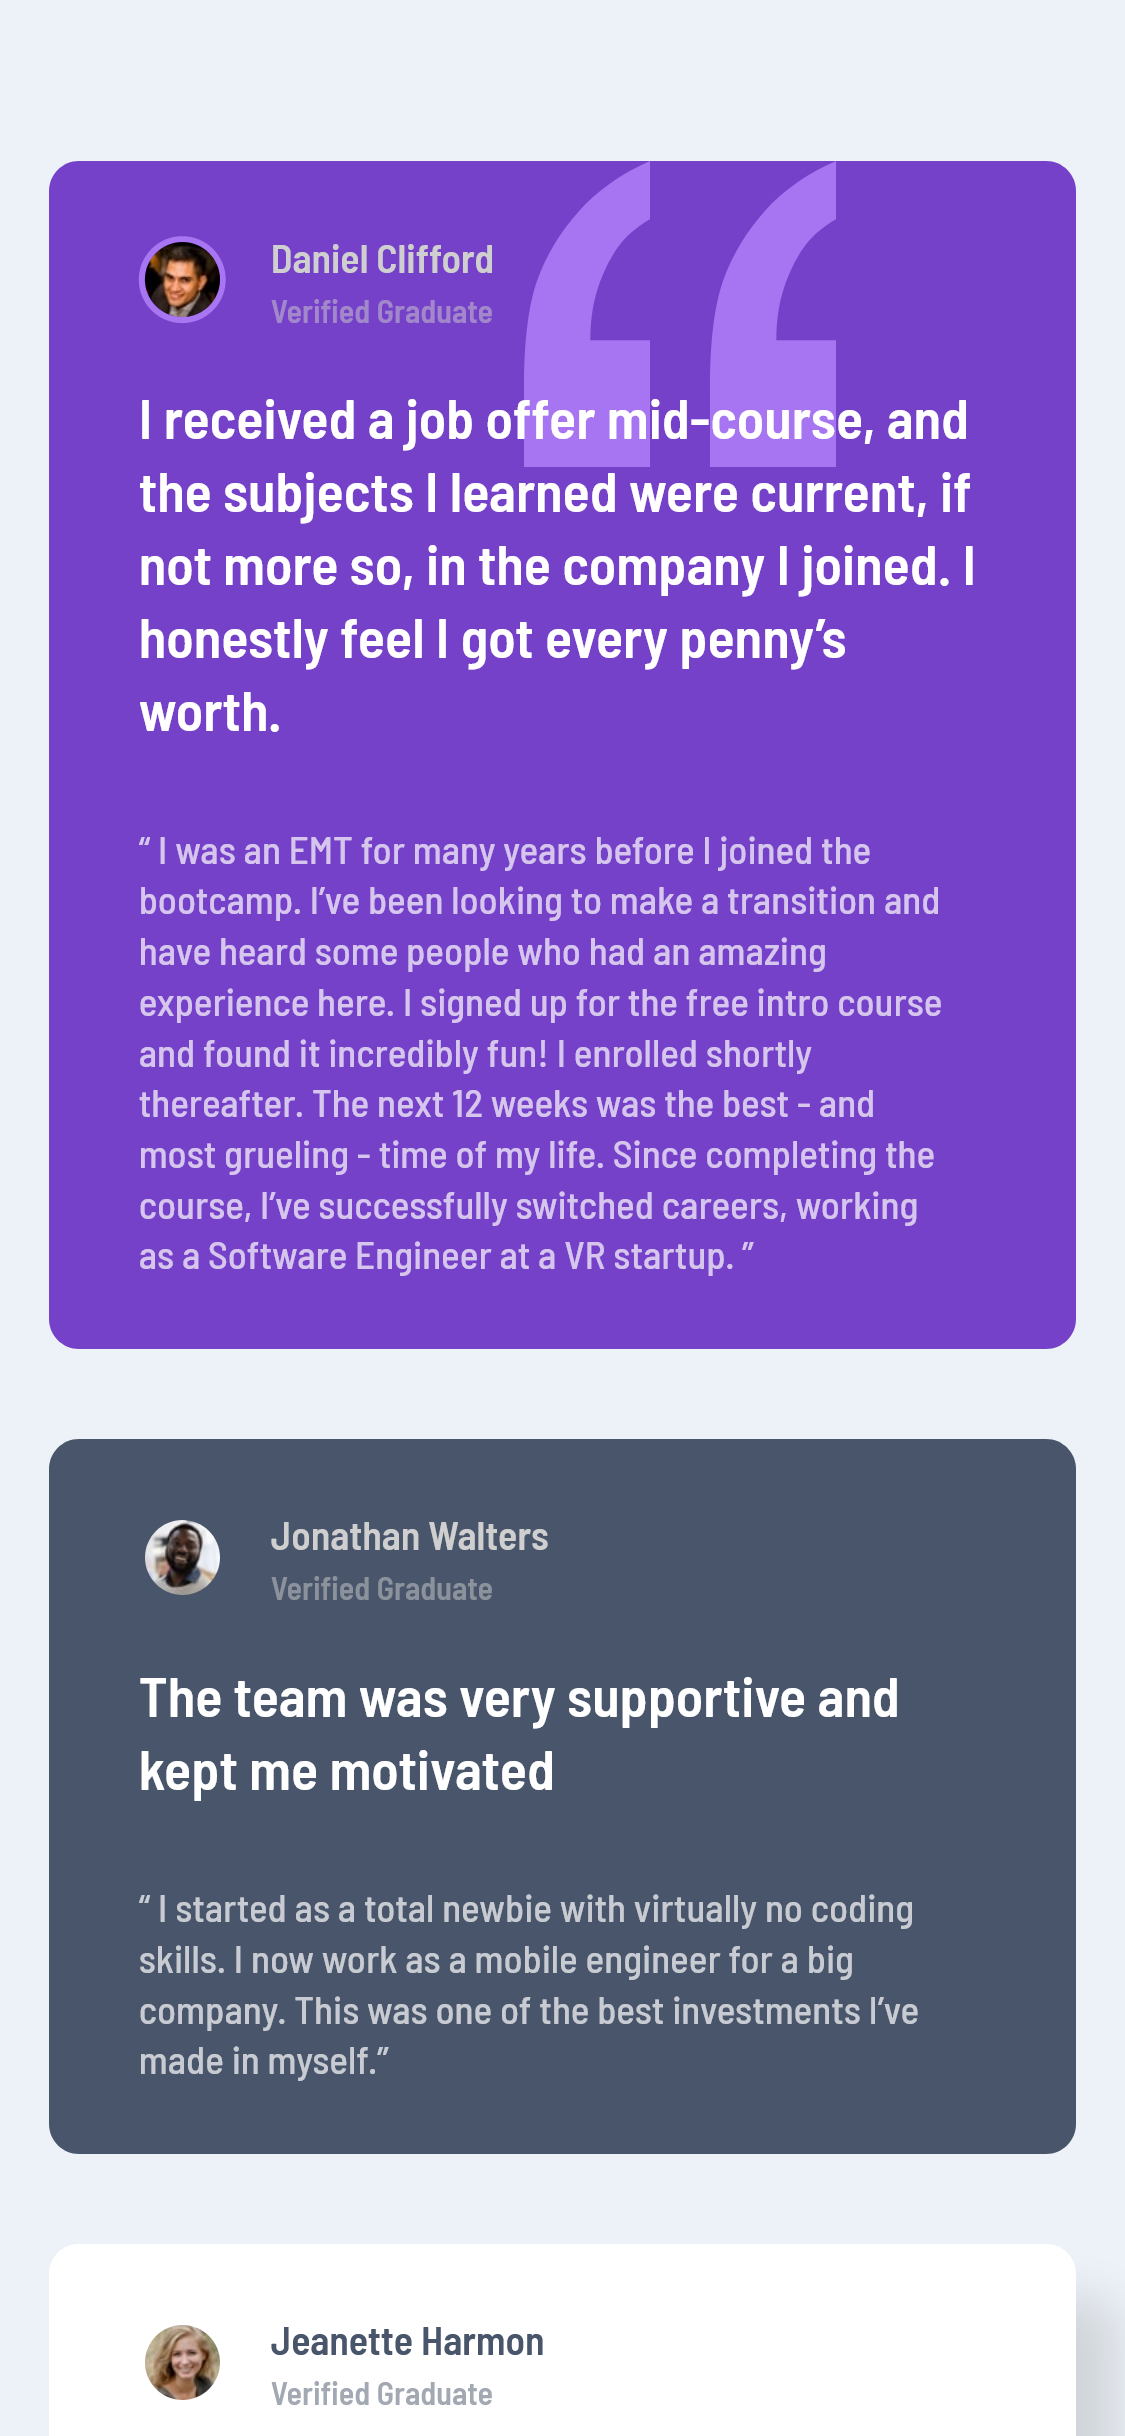 Daniel Clifford
Verified Graduate
I received a job offer mid-course, and
the subjects I learned were current, if
not more so, in the company I joined. I
honestly feel I got every penny’s
worth.
“ I was an EMT for many years before I joined the
bootcamp. I’ve been looking to make a transition and
have heard some people who had an amazing
experience here. I signed up for the free intro course
and found it incredibly fun! I enrolled shortly
thereafter. The next 12 weeks was the best - and
most grueling - time of my life. Since completing the
course, I’ve successfully switched careers, working
as a Software Engineer at a VR startup. ”
Jonathan Walters
Verified Graduate
The team was very supportive and
kept me motivated
“ I started as a total newbie with virtually no coding
skills. I now work as a mobile engineer for a big
company. This was one of the best investments I’ve
made in myself.”
Jeanette Harmon
Verified Graduate